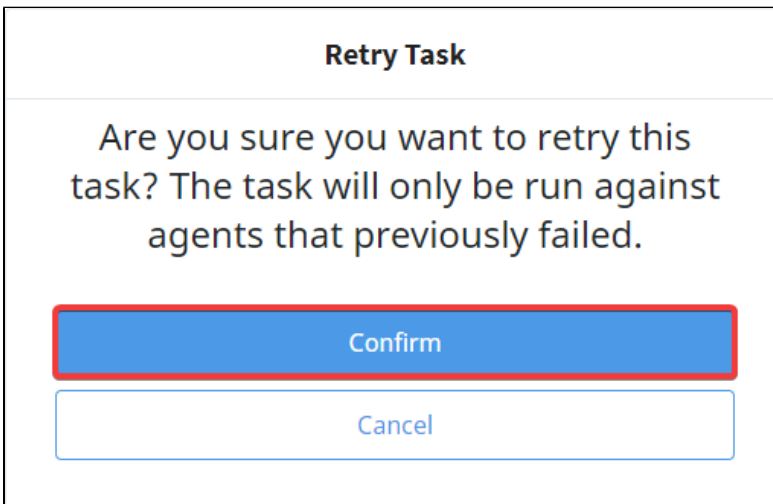 Retry Task
Are you sure you want to retry this
task? The task will only be run against
agents that previously failed.
Confirm
Cancel